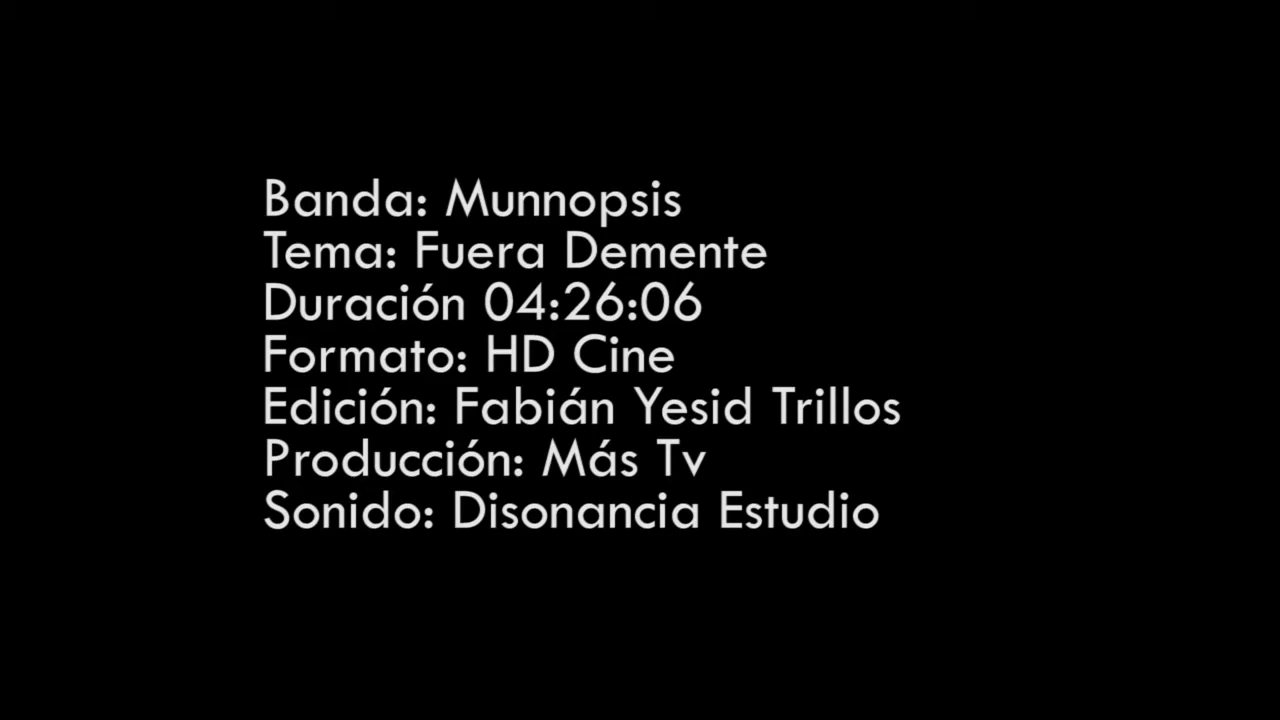 Banda: Munnopsis
Tema: Fuera Demente
Duración 04:26:06
Formato: HD Cine
Edición: Fabián Yesid Trillos
Producción: Más Tv
Sonido: Disonancia Estudio